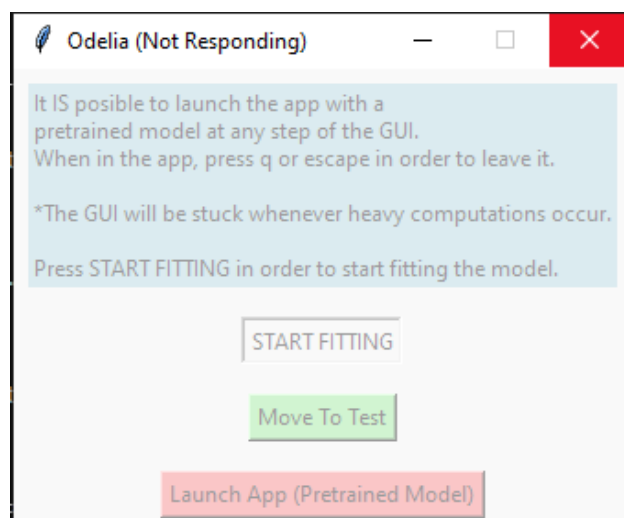 Odelia (Not Responding)
It IS posible to launch the app with a
pretrained model at any step of the GUI.
When in the app, press q or escape in order to leave it.
*The GUI will be stuck whenever heavy computations occur.
Press START FITTING in order to start fitting the model.
START FITTING
Move To Test
Launch App (Pretrained Model)